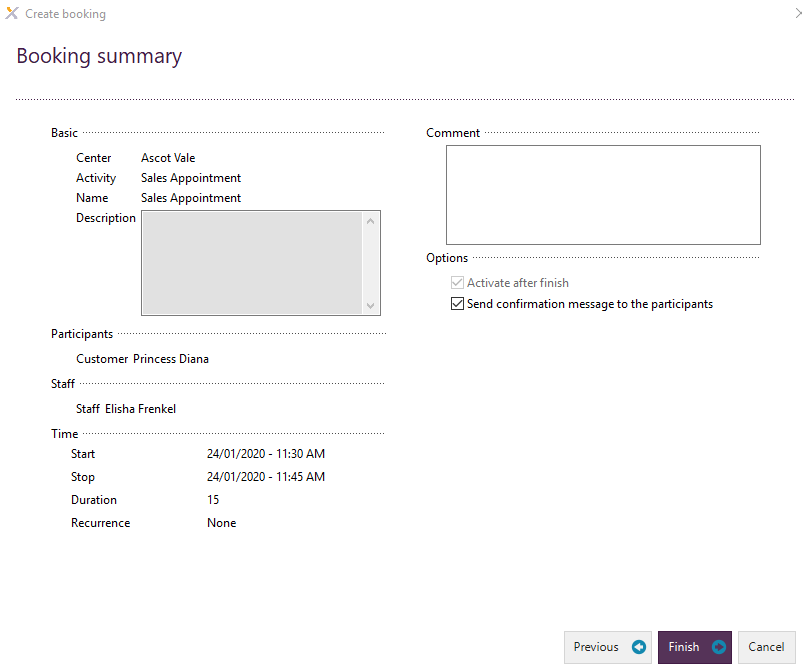 Create booking
Booking summary
Basic
Center Ascot Vale
Activity Sales Appointment
Name Sales Appointment
Description
Participants
Customer Princess Diana
Staff
Staff Elisha Frenkel
Time
Start 24/01/2020 - 11:30 AM
Stop 24/01/2020 - 11:45 AM
Duration 15
Recurrence None
Comment
Options
Activate after finish
Send confirmation message to the participants
Previous Finish Cancel